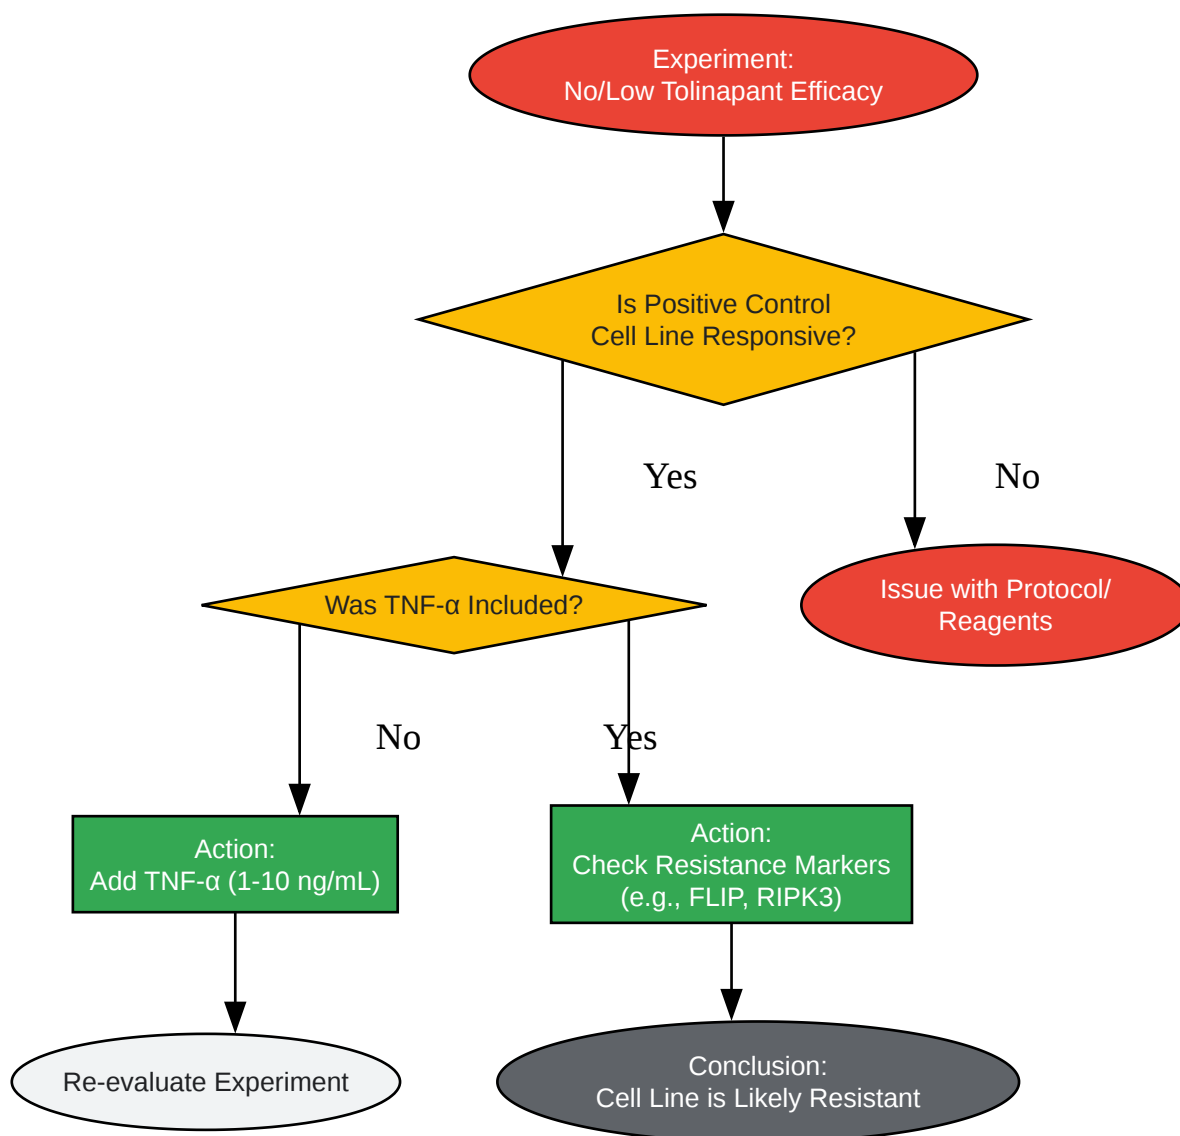 Experiment:
No/Low Tolinapant Efficacy
Is Positive Control
Cell Line Responsive?
Yes
No
Was TNF-α Included?
Issue with Protocol/
Reagents
No
Yes
Action:
Add TNF-α (1-10 ng/mL)
Action:
Check Resistance Markers
(e.g., FLIP, RIPK3)
Re-evaluate Experiment
Conclusion:
Cell Line is Likely Resistant